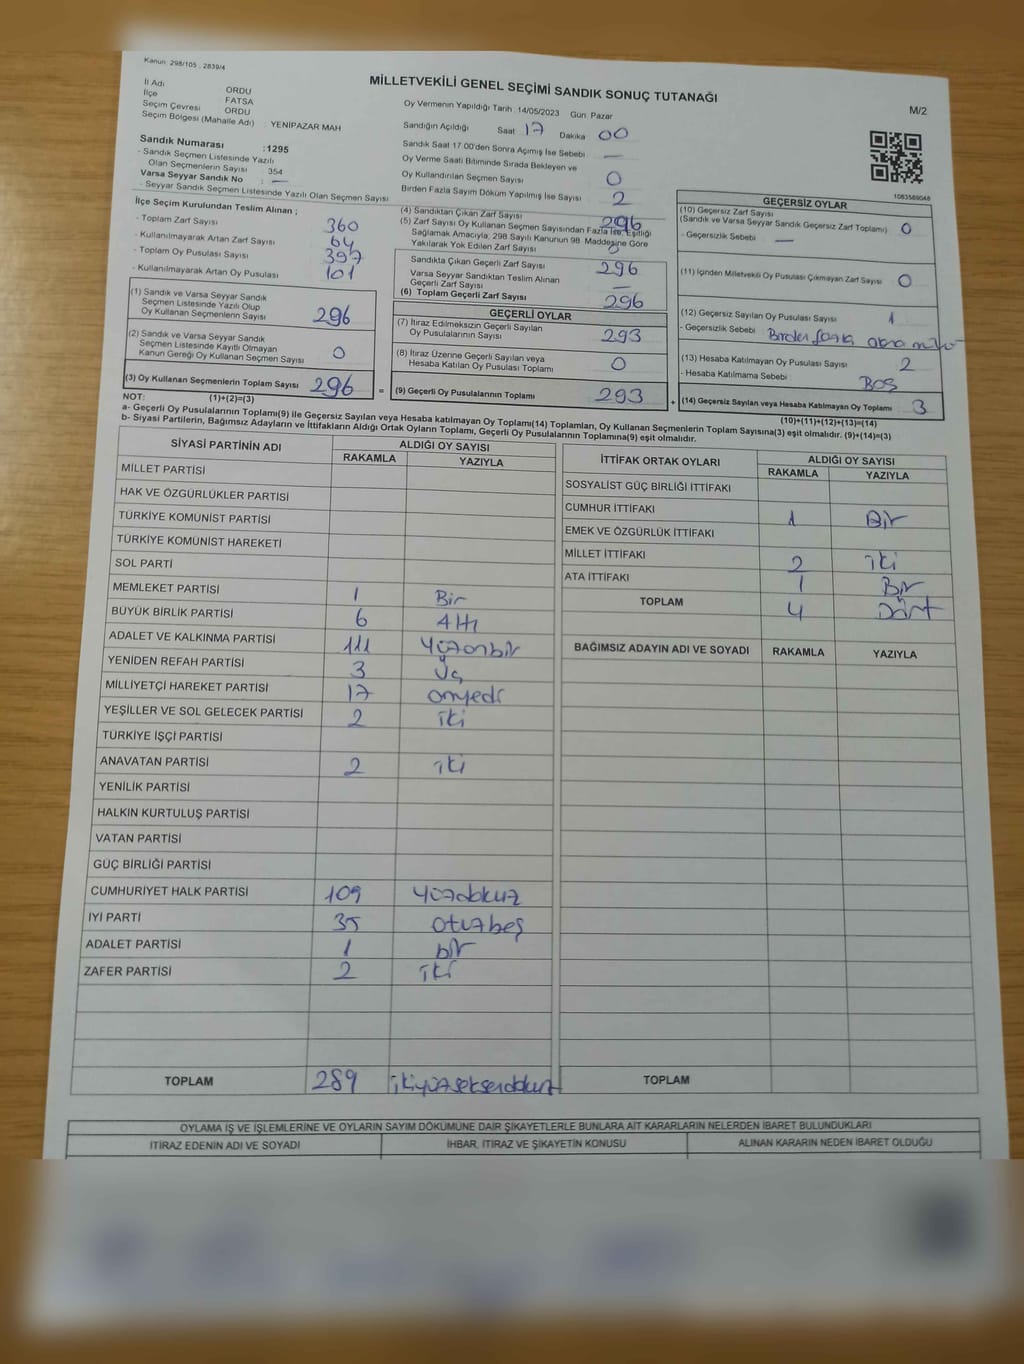 Kanun: 298/105 , 2839/4
MİLLETVEKİLİ GENEL SEÇİMİ SANDIK SONUÇ TUTANAĞI
M/2
İl Adı ORDU
İlçe FATSA
Seçim Çevresi ORDU
Seçim Bölgesi (Mahalle Adı) : YENİPAZAR MAH
Oy Vermenin Yapıldığı Tarih :14/05/2023 Gün: Pazar
Sandığın Açıldığı Saat 17 Dakika 00
Sandık Saat 17:00'den Sonra Açılmış İse Sebebi —
Oy Verme Saati Bitiminde Sırada Bekleyen ve
Oy Kullandırılan Seçmen Sayısı 0
Birden Fazla Sayım Döküm Yapılmış İse Sayısı 2
1083589048
Sandık Numarası :1295
- Sandık Seçmen Listesinde Yazılı
Olan Seçmenlerin Sayısı : 354
Varsa Seyyar Sandık No : —
- Seyyar Sandık Seçmen Listesinde Yazılı Olan Seçmen Sayısı
İlçe Seçim Kurulundan Teslim Alınan ;
- Toplam Zarf Sayısı 360
- Kullanılmayarak Artan Zarf Sayısı 64
- Toplam Oy Pusulası Sayısı 397
- Kullanılmayarak Artan Oy Pusulası 101
(1) Sandık ve Varsa Seyyar Sandık
Seçmen Listesinde Yazılı Olup
Oy Kullanan Seçmenlerin Sayısı 296
(2) Sandık ve Varsa Seyyar Sandık
Seçmen Listesinde Kayıtlı Olmayan
Kanun Gereği Oy Kullanan Seçmen Sayısı 0
(3) Oy Kullanan Seçmenlerin Toplam Sayısı 296 =
(4) Sandıktan Çıkan Zarf Sayısı 296
(5) Zarf Sayısı Oy Kullanan Seçmen Sayısından Fazla İse, Eşitliği
Sağlamak Amacıyla, 298 Sayılı Kanunun 98. Maddesine Göre
Yakılarak Yok Edilen Zarf Sayısı 0
Sandıkta Çıkan Geçerli Zarf Sayısı 296
Varsa Seyyar Sandıktan Teslim Alınan
Geçerli Zarf Sayısı —
(6) Toplam Geçerli Zarf Sayısı 296
GEÇERLİ OYLAR
(7) İtiraz Edilmeksizin Geçerli Sayılan
Oy Pusulalarının Sayısı 293
(8) İtiraz Üzerine Geçerli Sayılan veya
Hesaba Katılan Oy Pusulası Toplamı 0
(9) Geçerli Oy Pusulalarının Toplamı 293 +
GEÇERSİZ OYLAR
(10) Geçersiz Zarf Sayısı
(Sandık ve Varsa Seyyar Sandık Geçersiz Zarf Toplamı) 0
- Geçersizlik Sebebi : —
(11) İçinden Milletvekili Oy Pusulası Çıkmayan Zarf Sayısı 0
(12) Geçersiz Sayılan Oy Pusulası Sayısı 1
- Geçersizlik Sebebi :
(13) Hesaba Katılmayan Oy Pusulası Sayısı 2
- Hesaba Katılmama Sebebi : BOŞ
(14) Geçersiz Sayılan veya Hesaba Katılmayan Oy Toplamı 3
NOT: (1)+(2)=(3)
(10)+(11)+(12)+(13)=(14)
a- Geçerli Oy Pusulalarının Toplamı(9) ile Geçersiz Sayılan veya Hesaba katılmayan Oy Toplamı(14) Toplamları, Oy Kullanan Seçmenlerin Toplam Sayısına(3) eşit olmalıdır. (9)+(14)=(3)
b- Siyasi Partilerin, Bağımsız Adayların ve İttifakların Aldığı Ortak Oyların Toplamı, Geçerli Oy Pusulalarının Toplamına(9) eşit olmalıdır.
SİYASİ PARTİNİN ADI ALDIĞI OY SAYISI
RAKAMLA YAZIYLA
MİLLET PARTİSİ
HAK VE ÖZGÜRLÜKLER PARTİSİ
TÜRKİYE KOMÜNİST PARTİSİ
TÜRKİYE KOMÜNİST HAREKETİ
SOL PARTİ
MEMLEKET PARTİSİ 1 Bir
BÜYÜK BİRLİK PARTİSİ 6 Altı
ADALET VE KALKINMA PARTİSİ 111 Yüzonbir
YENİDEN REFAH PARTİSİ 3 Üç
MİLLİYETÇİ HAREKET PARTİSİ 17 onyedi
YEŞİLLER VE SOL GELECEK PARTİSİ 2 iki
TÜRKİYE İŞÇİ PARTİSİ
ANAVATAN PARTİSİ 2 iki
YENİLİK PARTİSİ
HALKIN KURTULUŞ PARTİSİ
VATAN PARTİSİ
GÜÇ BİRLİĞİ PARTİSİ
CUMHURİYET HALK PARTİSİ 109 Yüzdokuz
İYİ PARTİ 35 otuzbeş
ADALET PARTİSİ 1 bir
ZAFER PARTİSİ 2 iki
TOPLAM 289 ikiyüzseksendokuz
İTTİFAK ORTAK OYLARI ALDIĞI OY SAYISI
RAKAMLA YAZIYLA
SOSYALİST GÜÇ BİRLİĞİ İTTİFAKI
CUMHUR İTTİFAKI 1 Bir
EMEK VE ÖZGÜRLÜK İTTİFAKI
MİLLET İTTİFAKI 2 iki
ATA İTTİFAKI 1 Bir
TOPLAM 4 Dört
BAĞIMSIZ ADAYIN ADI VE SOYADI RAKAMLA YAZIYLA
TOPLAM
OYLAMA İŞ VE İŞLEMLERİNE VE OYLARIN SAYIM DÖKÜMÜNE DAİR ŞİKAYETLERLE BUNLARA AİT KARARLARIN NELERDEN İBARET BULUNDUKLARI
İTİRAZ EDENİN ADI VE SOYADI İHBAR, İTİRAZ VE ŞİKAYETİN KONUSU ALINAN KARARIN NEDEN İBARET OLDUĞU